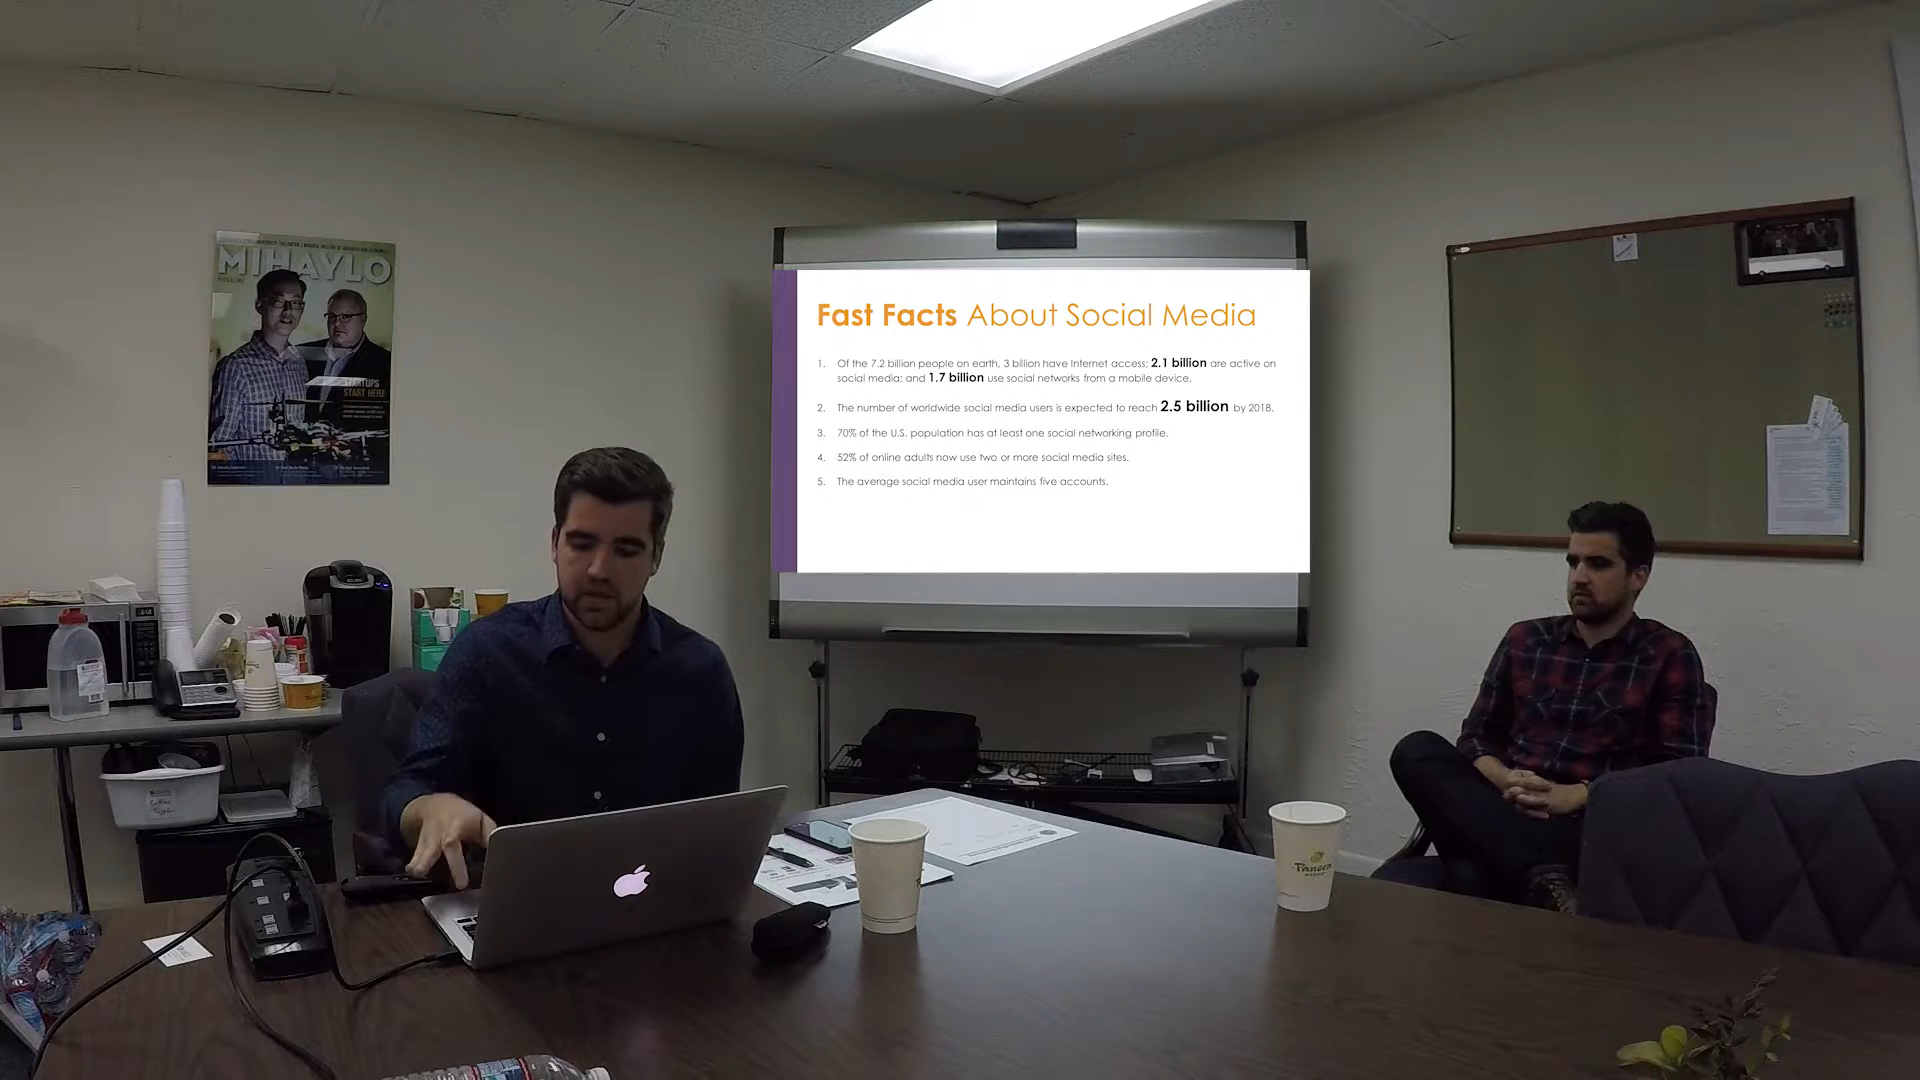 MIHAYLO
MAGAZINE
STARTUPS
START HERE
Fast Facts About Social Media
1. Of the 7.2 billion people on earth, 3 billion have Internet access; 2.1 billion are active on
social media; and 1.7 billion use social networks from a mobile device.
2. The number of worldwide social media users is expected to reach 2.5 billion by 2018.
3. 70% of the U.S. population has at least one social networking profile.
4. 52% of online adults now use two or more social media sites.
5. The average social media user maintains five accounts.
Panera